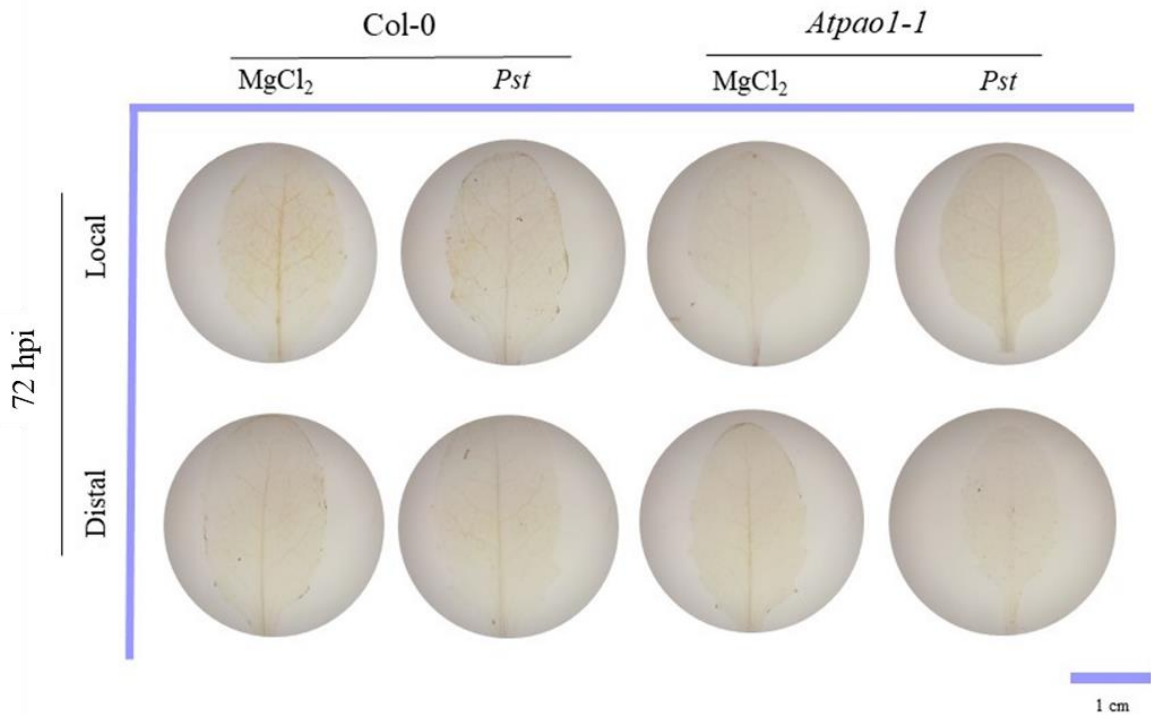 Col-0
Atpao1-1
MgCl₂
Pst
MgCl₂
Pst
72 hpi
Local
Distal
1 cm